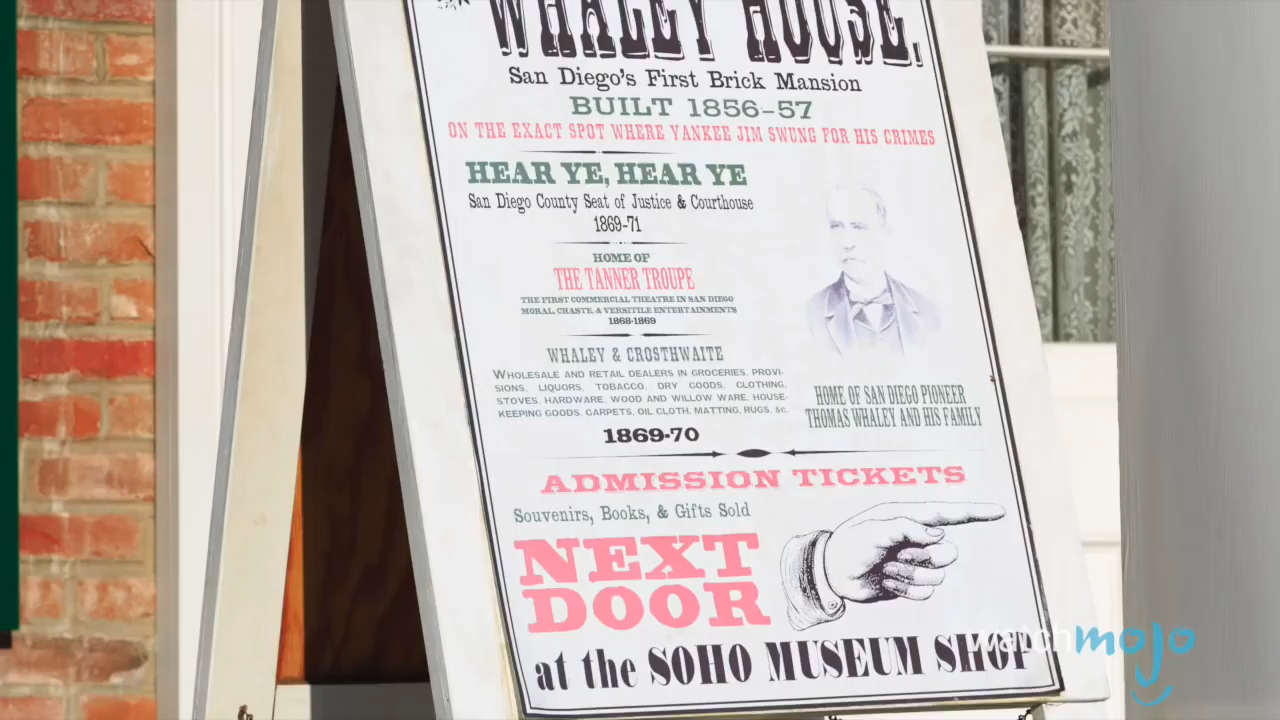 WHALEY HOUSE.
San Diego's First Brick Mansion
BUILT 1856-57
ON THE EXACT SPOT WHERE YANKEE JIM SWUNG FOR HIS CRIMES
HEAR YE, HEAR YE
San Diego County Seat of Justice & Courthouse
1869-71
HOME OF
THE TANNER TROUPE
THE FIRST COMMERCIAL THEATRE IN SAN DIEGO
MORAL, CHASTE, & VERSITILE ENTERTAINMENTS
1868-1869
WHALEY & CROSTHWAITE
WHOLESALE AND RETAIL DEALERS IN GROCERIES, PROVI-
SIONS, LIQUORS, TOBACCO, DRY GOODS, CLOTHING,
STOVES, HARDWARE, WOOD AND WILLOW WARE, HOUSE-
KEEPING GOODS, CARPETS, OIL CLOTH, MATTING, RUGS, &c.
1869-70
HOME OF SAN DIEGO PIONEER
THOMAS WHALEY AND HIS FAMILY
ADMISSION TICKETS
Souvenirs, Books, & Gifts Sold
NEXT
DOOR
at the SOHO MUSEUM SHOP
watchmojo